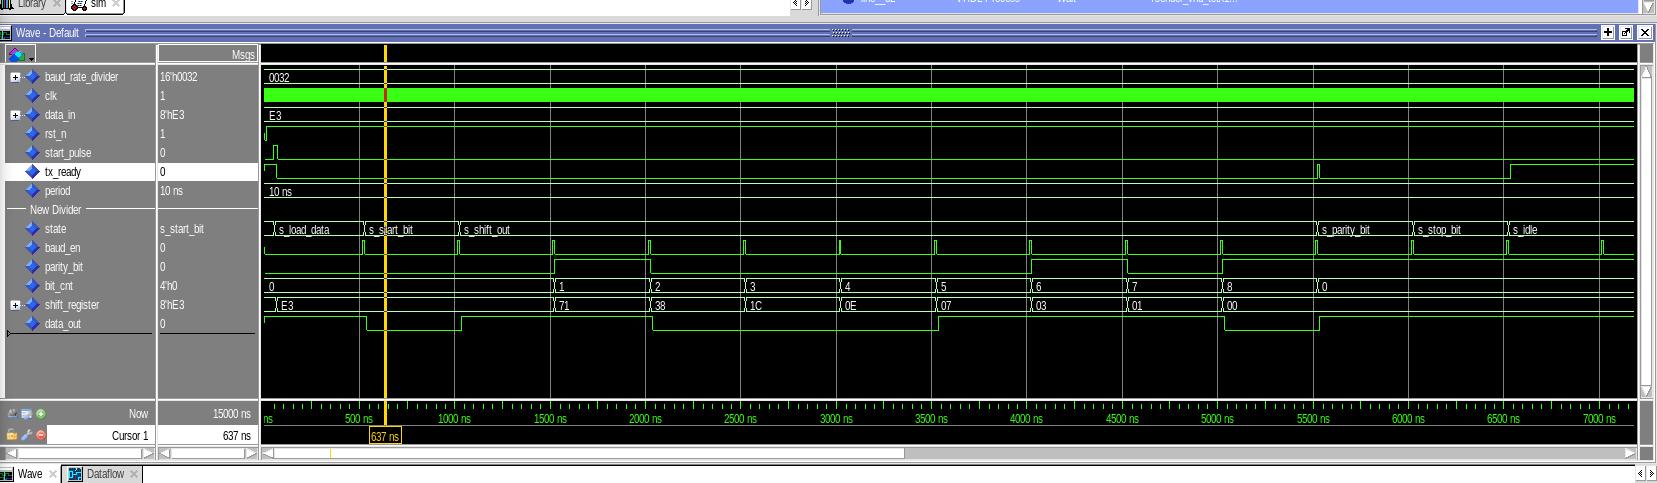 Library sim
Wave - Default
Msgs
baud_rate_divider 16'h0032 0032
clk 1
data_in 8'hE3 E3
rst_n 1
start_pulse 0
tx_ready 0
period 10 ns 10 ns
New Divider
state s_start_bit s_load_data s_start_bit s_shift_out s_parity_bit s_stop_bit s_idle
baud_en 0
parity_bit 0
bit_cnt 4'h0 0 1 2 3 4 5 6 7 8 0
shift_register 8'hE3 E3 71 38 1C 0E 07 03 01 00
data_out 0
Now 15000 ns ns 500 ns 1000 ns 1500 ns 2000 ns 2500 ns 3000 ns 3500 ns 4000 ns 4500 ns 5000 ns 5500 ns 6000 ns 6500 ns 7000 ns
Cursor 1 637 ns 637 ns
Wave Dataflow